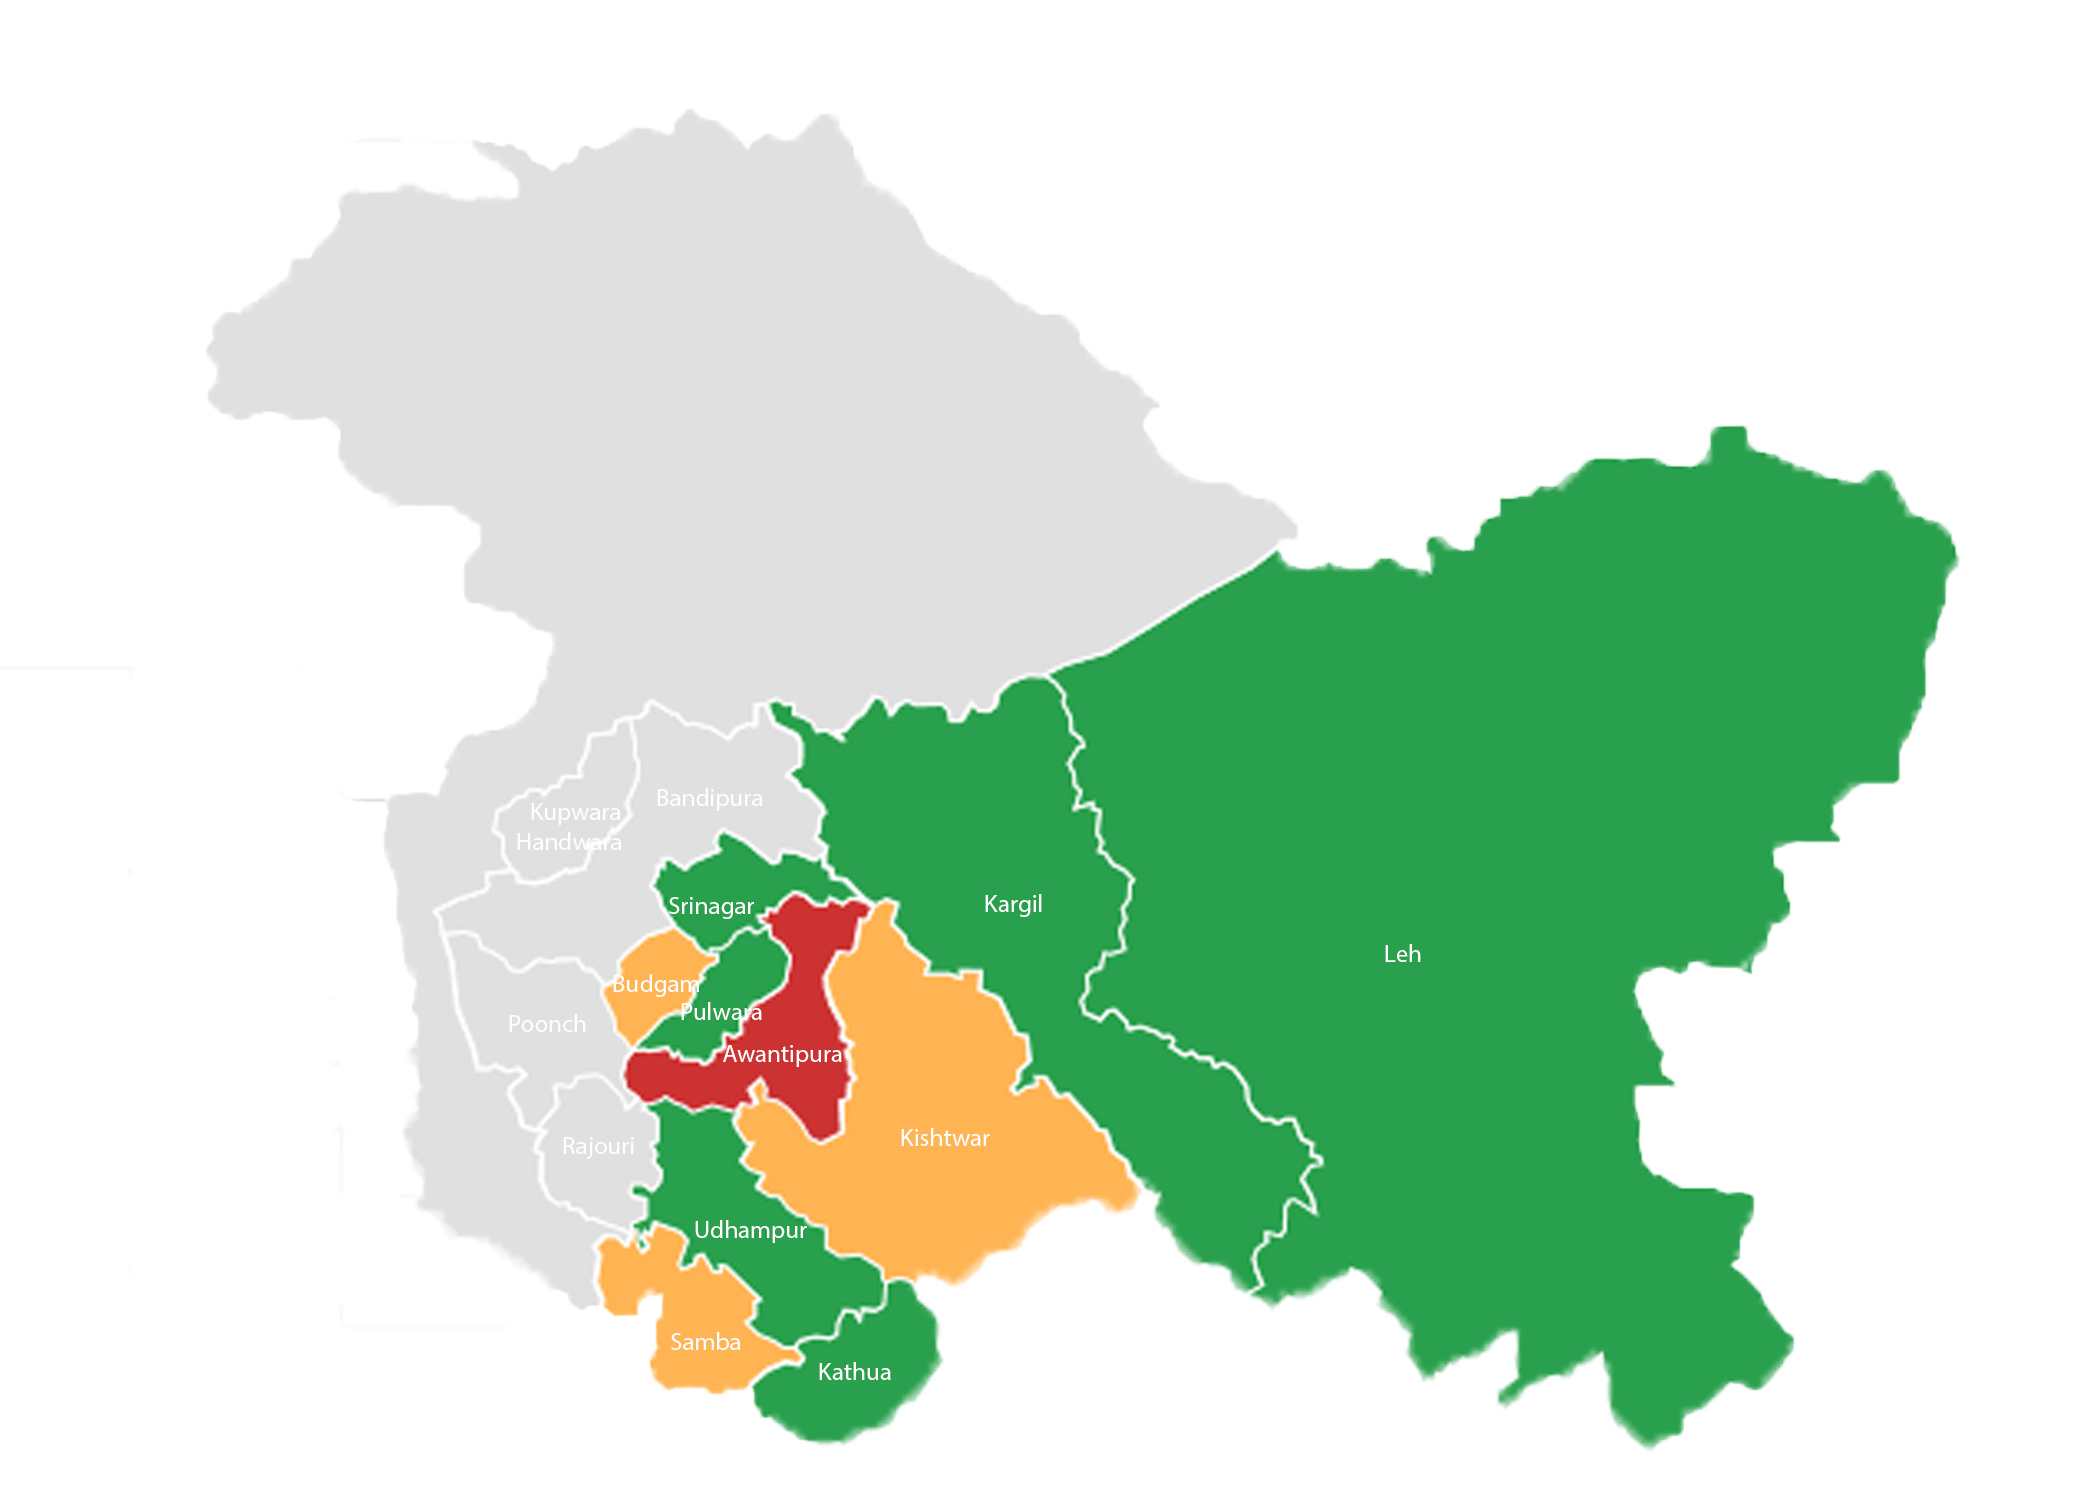 Bandipura
Kupwara
Handwara
Srinagar
Kargil
Leh
Budgam
Pulwara
Poonch
Awantipura
Kishtwar
Rajouri
Udhampur
Samba
Kathua